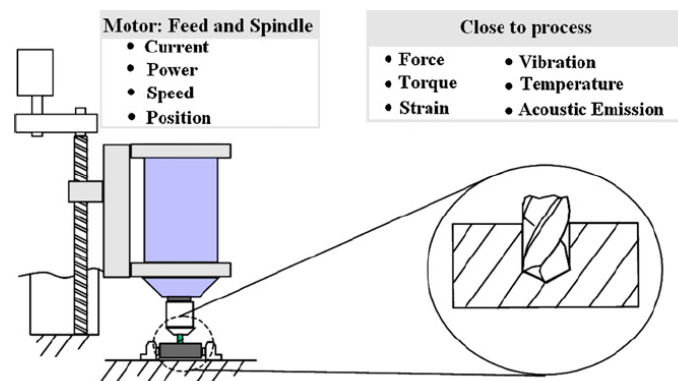 Motor: Feed and Spindle
• Current
• Power
• Speed
• Position
Close to process
• Force
• Torque
• Strain
• Vibration
• Temperature
• Acoustic Emission